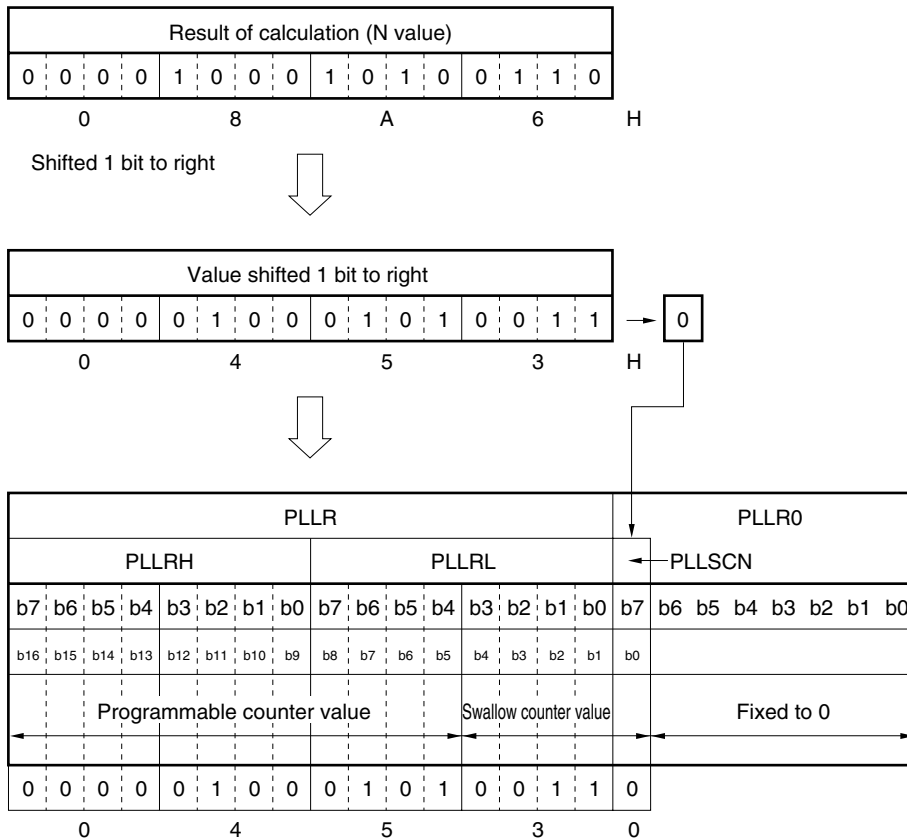 Result of calculation (N value)
0 0 0 0 1 0 0 0 1 0 1 0 0 1 1 0
0 8 A 6 H
Shifted 1 bit to right
Value shifted 1 bit to right
0 0 0 0 0 1 0 0 0 1 0 1 0 0 1 1 0
0 4 5 3 H
PLLR PLLR0
PLLRH PLLRL PLLSCN
b7 b6 b5 b4 b3 b2 b1 b0 b7 b6 b5 b4 b3 b2 b1 b0 b7 b6 b5 b4 b3 b2 b1 b0
b16 b15 b14 b13 b12 b11 b10 b9 b8 b7 b6 b5 b4 b3 b2 b1 b0
Programmable counter value Swallow counter value Fixed to 0
0 0 0 0 0 1 0 0 0 1 0 1 0 0 1 1 0
0 4 5 3 0